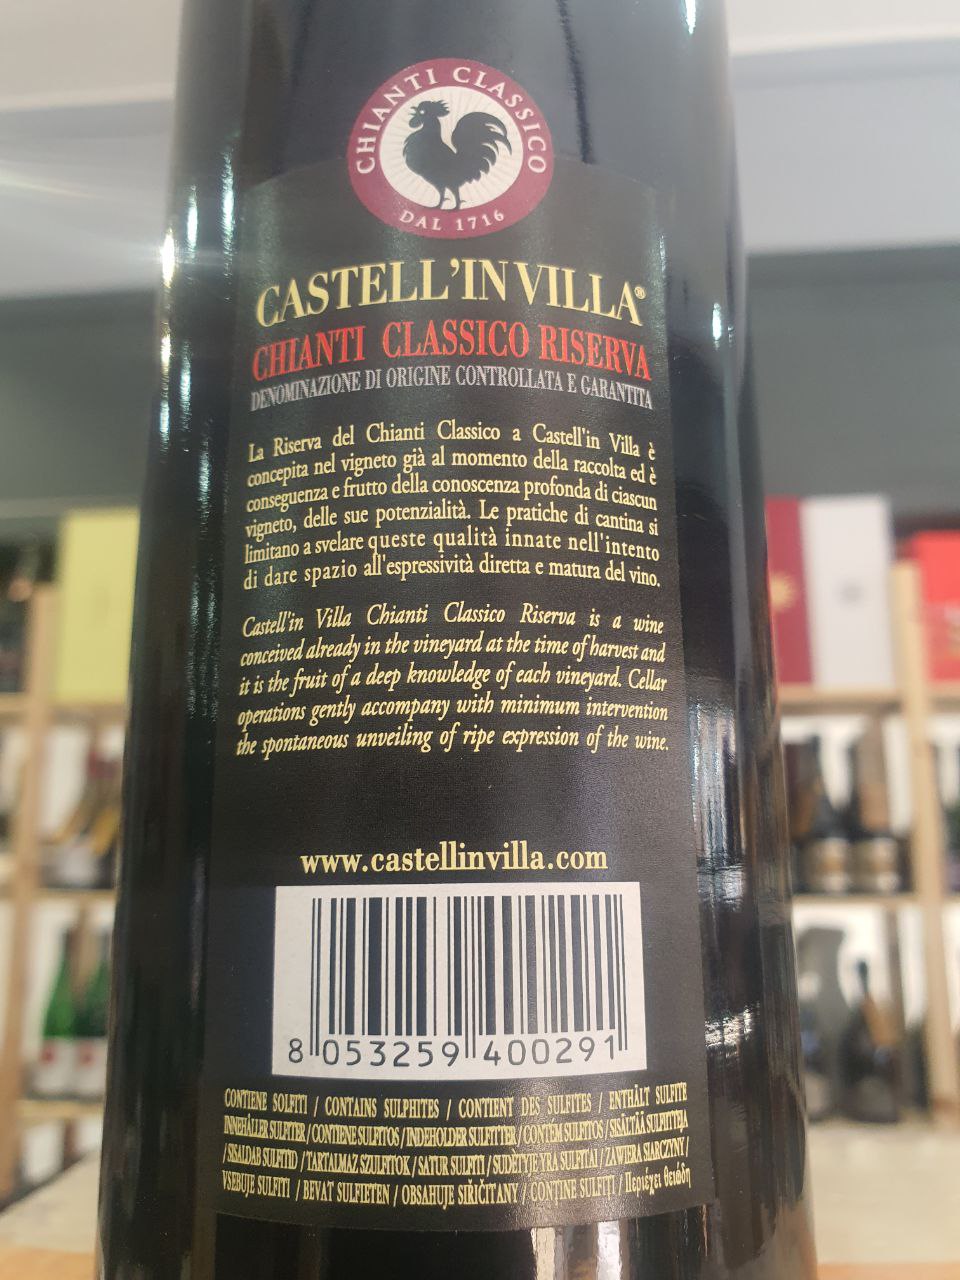 CHIANTI CLASSICO
DAL 1716
CASTELL'IN VILLA®
CHIANTI CLASSICO RISERVA
DENOMINAZIONE DI ORIGINE CONTROLLATA E GARANTITA
La Riserva del Chianti Classico a Castell'in Villa è
concepita nel vigneto già al momento della raccolta ed è
conseguenza e frutto della conoscenza profonda di ciascun
vigneto, delle sue potenzialità. Le pratiche di cantina si
limitano a svelare queste qualità innate nell'intento
di dare spazio all'espressività diretta e matura del vino.
Castell'in Villa Chianti Classico Riserva is a wine
conceived already in the vineyard at the time of harvest and
it is the fruit of a deep knowledge of each vineyard. Cellar
operations gently accompany with minimum intervention
the spontaneous unveiling of ripe expression of the wine.
www.castellinvilla.com
8 053259 400291
CONTIENE SOLFITI / CONTAINS SULPHITES / CONTIENT DES SULFITES / ENTHÄLT SULFITE
INNEHÅLLER SULFITER / CONTIENE SULFITOS / INDEHOLDER SULFITTER / CONTÉM SULFITOS / SISÄLTÄÄ SULFIITTEJA
/ SISALDAB SULFITID / TARTALMAZ SZULFITOK / SATUR SULFITI / SUDĖTYJE YRA SULFITAI / ZAWIERA SIARCZYNY /
VSEBUJE SULFITI / BEVAT SULFIETEN / OBSAHUJE SIŘIČITANY / CONȚINE SULFIȚI / Περιέχει θειώδη